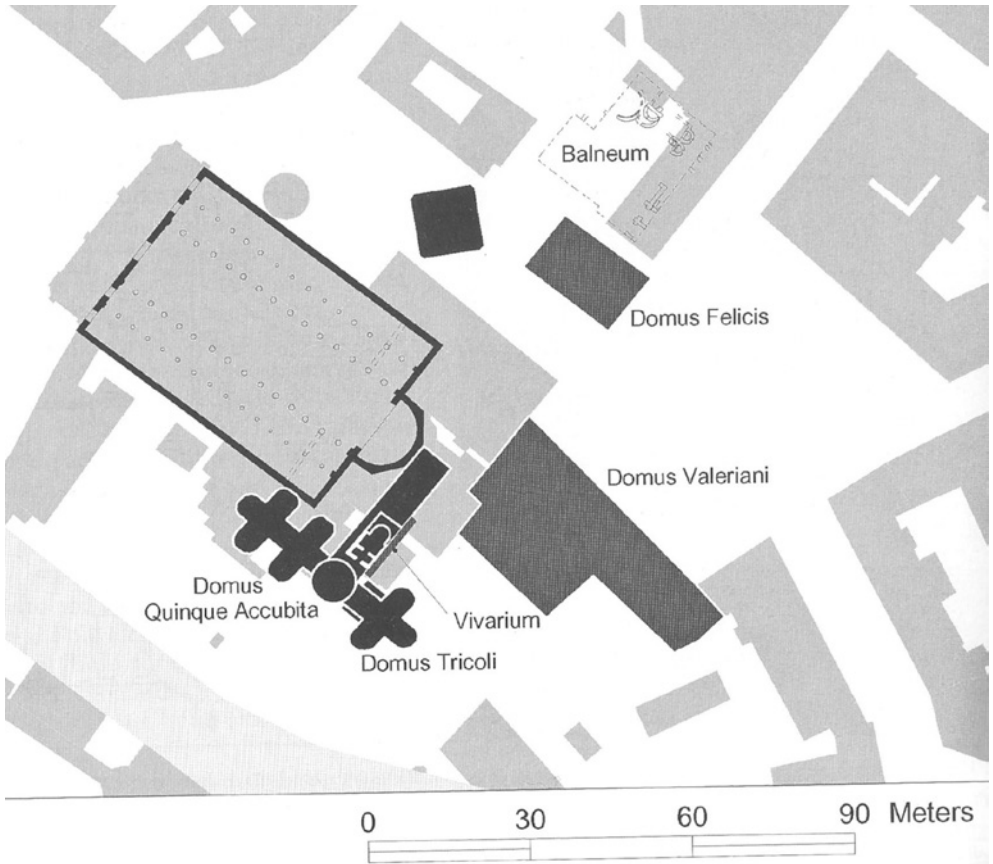 Balneum
Domus Felicis
Domus Valeriani
Domus
Quinque Accubita
Vivarium
Domus Tricoli
0 30 60 90 Meters